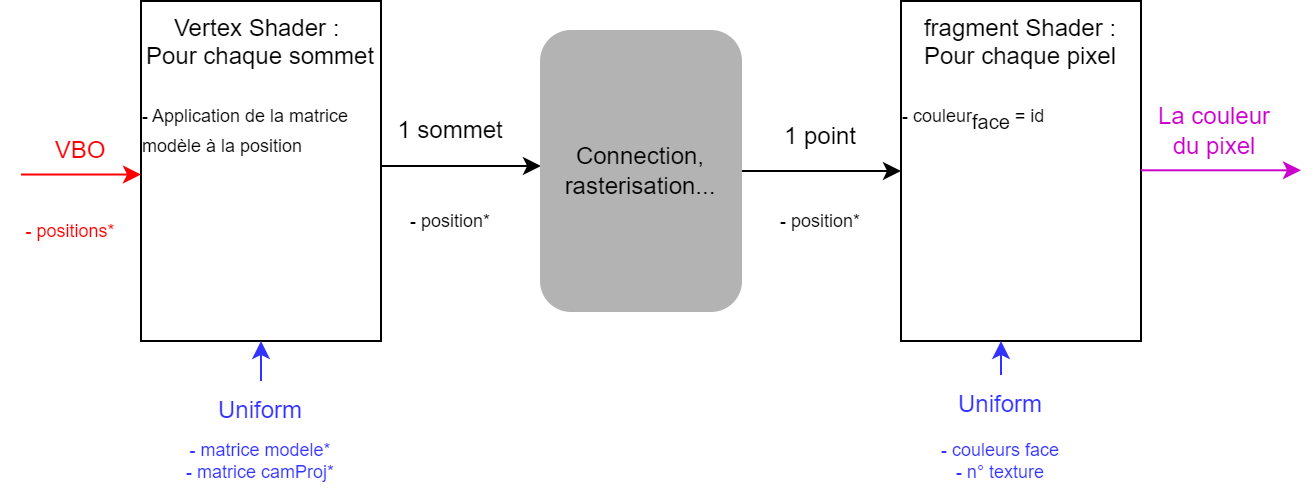 Vertex Shader :
Pour chaque sommet
- Application de la matrice
modèle à la position
VBO
- positions*
Uniform
- matrice modele*
- matrice camProj*
1 sommet
- position*
Connection,
rasterisation...
1 point
- position*
fragment Shader :
Pour chaque pixel
- couleurface = id
Uniform
- couleurs face
- n° texture
La couleur
du pixel